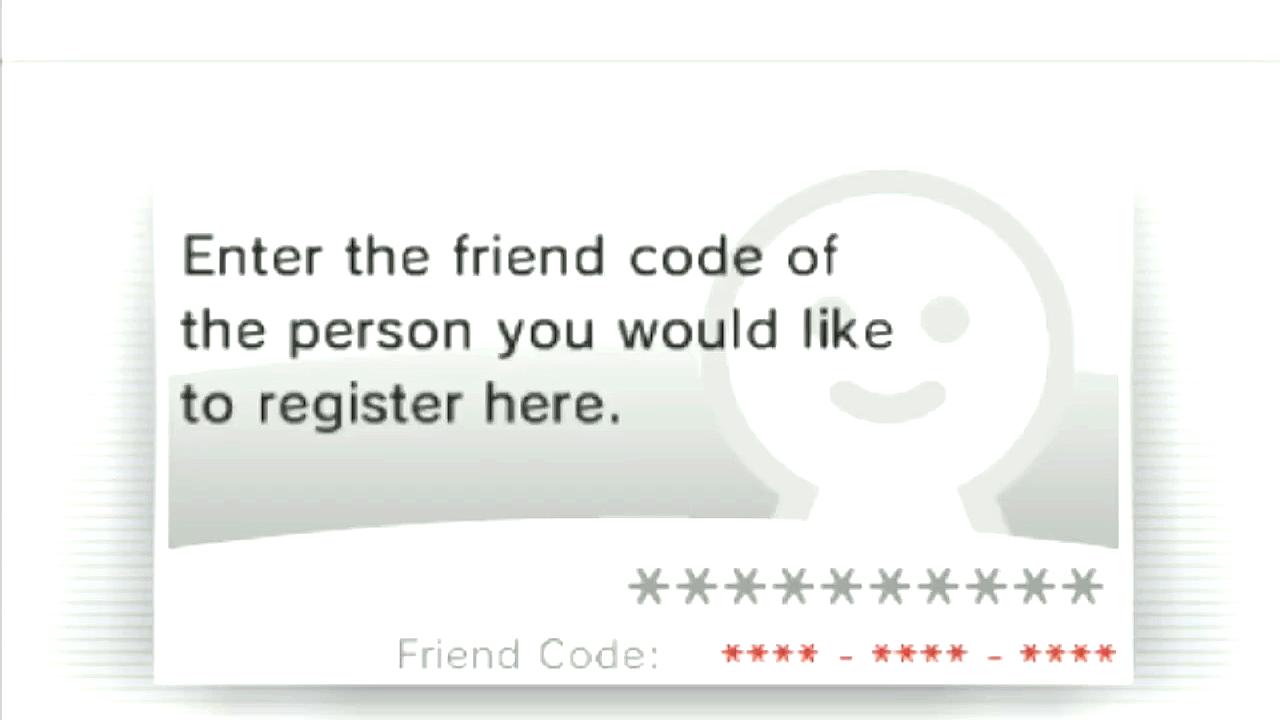 Enter the friend code of
the person you would like
to register here.
**********
Friend Code: **** - **** - ****